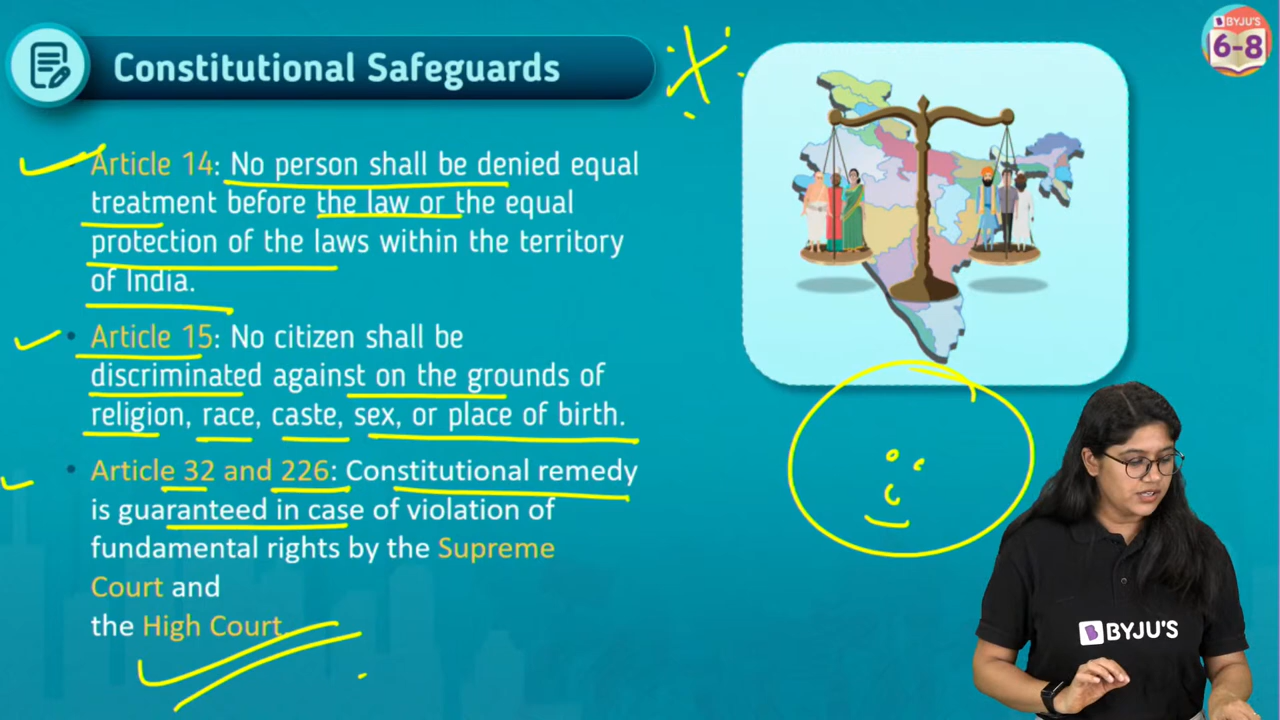 Constitutional Safeguards
BYJU'S
6-8
Article 14: No person shall be denied equal
treatment before the law or the equal
protection of the laws within the territory
of India.
• Article 15: No citizen shall be
discriminated against on the grounds of
religion, race, caste, sex, or place of birth.
• Article 32 and 226: Constitutional remedy
is guaranteed in case of violation of
fundamental rights by the Supreme
Court and
the High Court.
BYJU'S